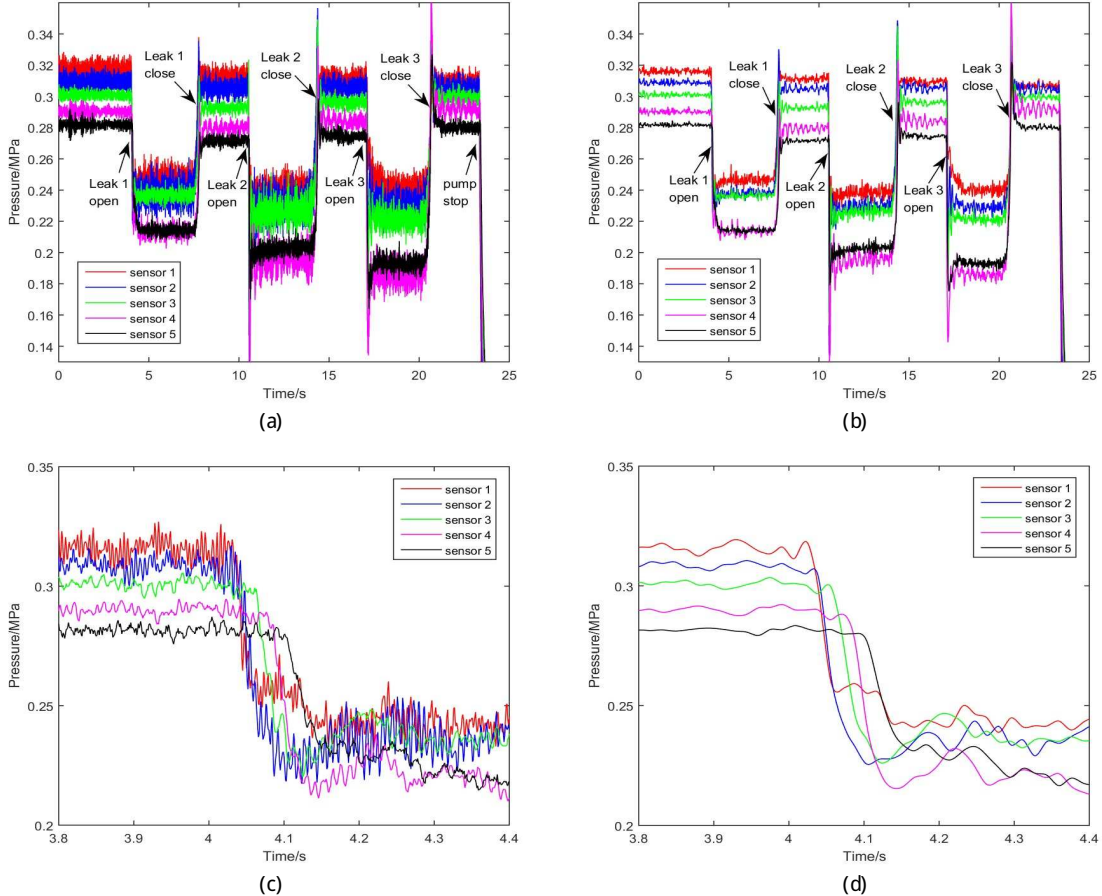 0.34
0.32
0.3
0.28
0.26
0.24
0.22
0.2
0.18
0.16
0.14
Pressure/MPa
Leak 1
close
Leak 2
close
Leak 3
close
Leak 1
open
Leak 2
open
Leak 3
open
pump
stop
sensor 1
sensor 2
sensor 3
sensor 4
sensor 5
0 5 10 15 20 25
Time/s
(a)
0.34
0.32
0.3
0.28
0.26
0.24
0.22
0.2
0.18
0.16
0.14
Pressure/MPa
Leak 1
close
Leak 2
close
Leak 3
close
Leak 1
open
Leak 2
open
Leak 3
open
sensor 1
sensor 2
sensor 3
sensor 4
sensor 5
0 5 10 15 20 25
Time/s
(b)
0.35
0.3
0.25
0.2
Pressure/MPa
sensor 1
sensor 2
sensor 3
sensor 4
sensor 5
3.8 3.9 4 4.1 4.2 4.3 4.4
Time/s
(c)
0.35
0.3
0.25
0.2
Pressure/MPa
sensor 1
sensor 2
sensor 3
sensor 4
sensor 5
3.8 3.9 4 4.1 4.2 4.3 4.4
Time/s
(d)